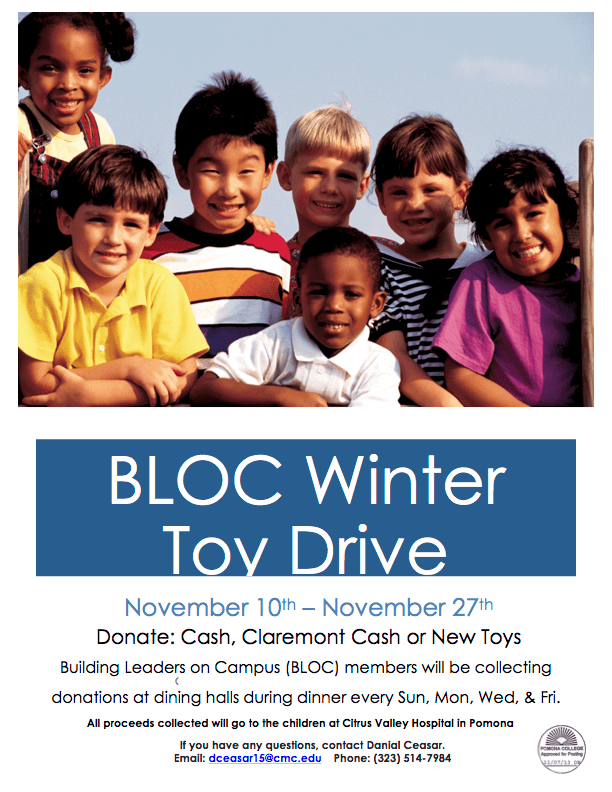 BLOC Winter
Toy Drive
November 10th – November 27th
Donate: Cash, Claremont Cash or New Toys
Building Leaders on Campus (BLOC) members will be collecting
donations at dining halls during dinner every Sun, Mon, Wed, & Fri.
All proceeds collected will go to the children at Citrus Valley Hospital in Pomona
If you have any questions, contact Danial Ceasar.
Email: dceasar15@cmc.edu Phone: (323) 514-7984
POMONA COLLEGE
Approved for Posting